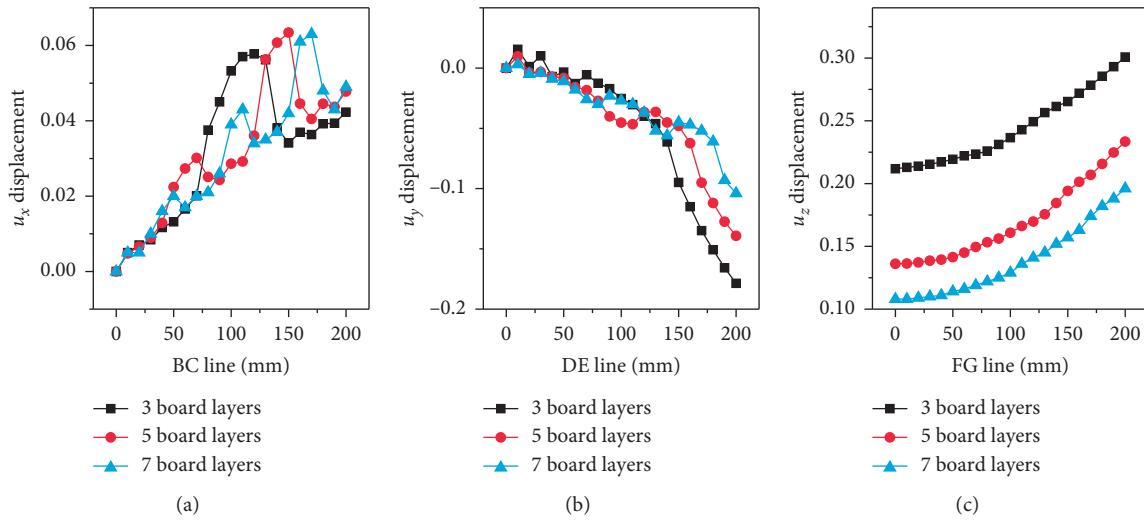 0.06
0.04
0.02
0.00
u_x displacement
0 50 100 150 200
BC line (mm)
3 board layers
5 board layers
7 board layers
(a)
0.0
−0.1
−0.2
u_y displacement
0 50 100 150 200
DE line (mm)
3 board layers
5 board layers
7 board layers
(b)
0.30
0.25
0.20
0.15
0.10
u_z displacement
0 50 100 150 200
FG line (mm)
3 board layers
5 board layers
7 board layers
(c)